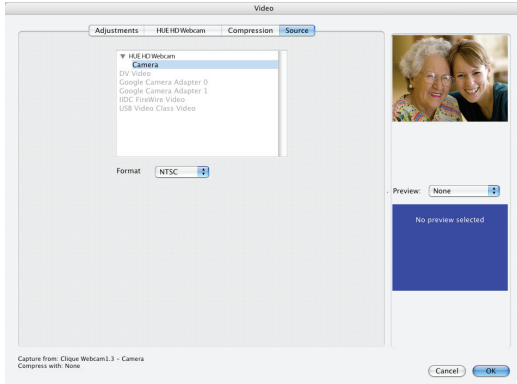 Video
Adjustments HUE HD Webcam Compression Source
HUE HD Webcam
Camera
DV Video
Google Camera Adapter 0
Google Camera Adapter 1
IIDC FireWire Video
USB Video Class Video
Format NTSC
Preview: None
No preview selected
Capture from: Clique Webcam1.3 - Camera
Compress with: None
Cancel OK